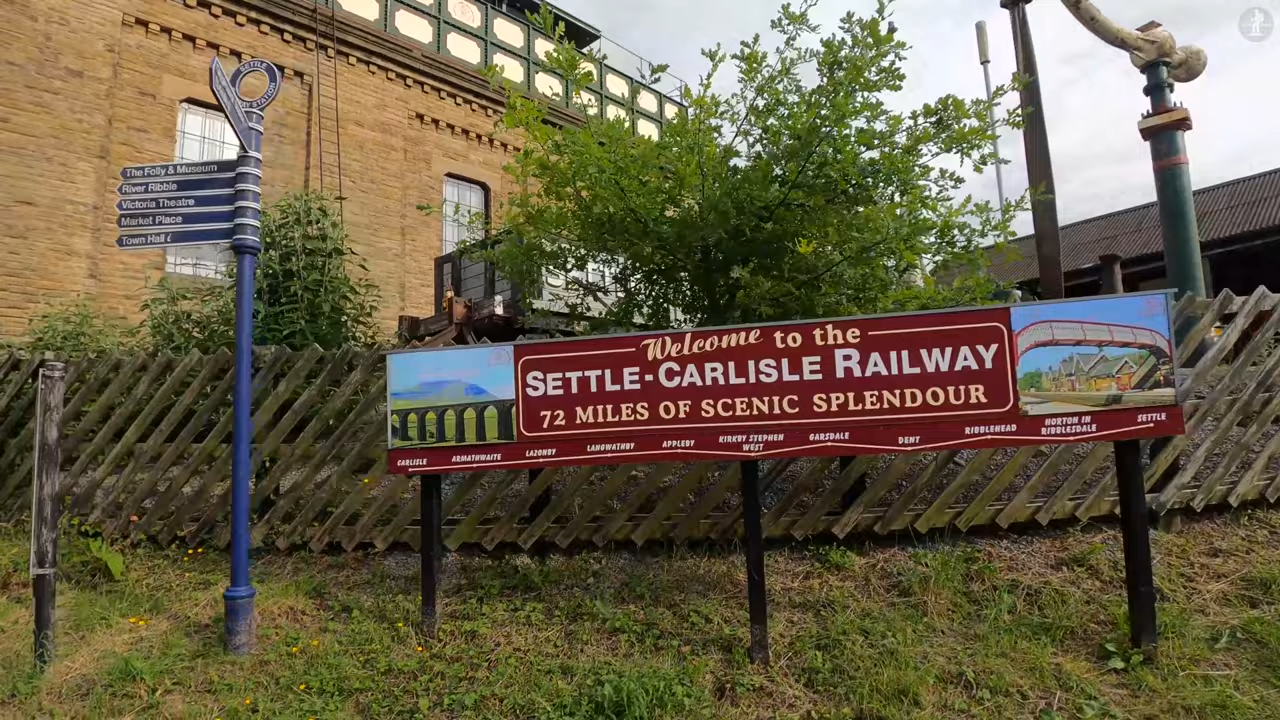 SETTLE
STATION
The Folly & Museum
River Ribble
Victoria Theatre
Market Place
Town Hall i
Welcome to the
SETTLE-CARLISLE RAILWAY
72 MILES OF SCENIC SPLENDOUR
CARLISLE ARMATHWAITE LAZONBY LANGWATHBY APPLEBY KIRKBY STEPHEN WEST GARSDALE DENT RIBBLEHEAD HORTON IN RIBBLESDALE SETTLE